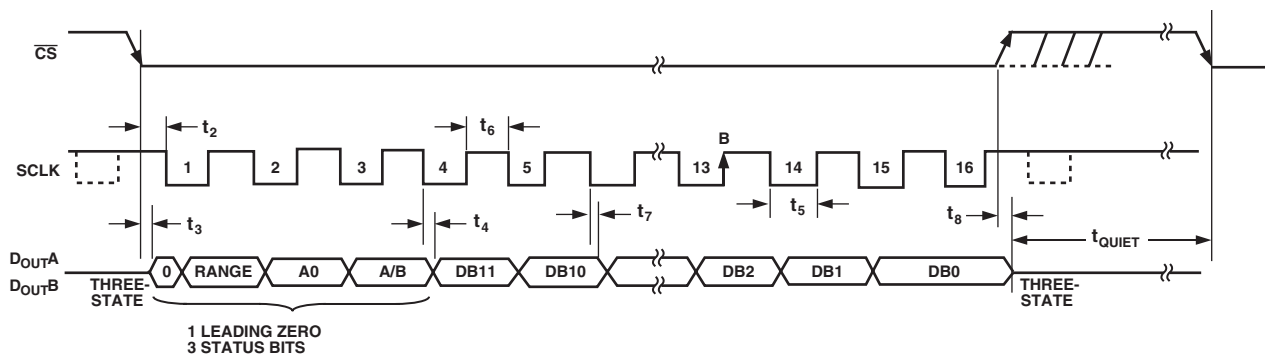 CS
t2
t6
B
SCLK
1 2 3 4 5 13 14 15 16
t3
t4
t7
t5
t8
tQUIET
DOUTA
DOUTB
THREE-
STATE
0 RANGE A0 A/B DB11 DB10 DB2 DB1 DB0
THREE-
STATE
1 LEADING ZERO
3 STATUS BITS